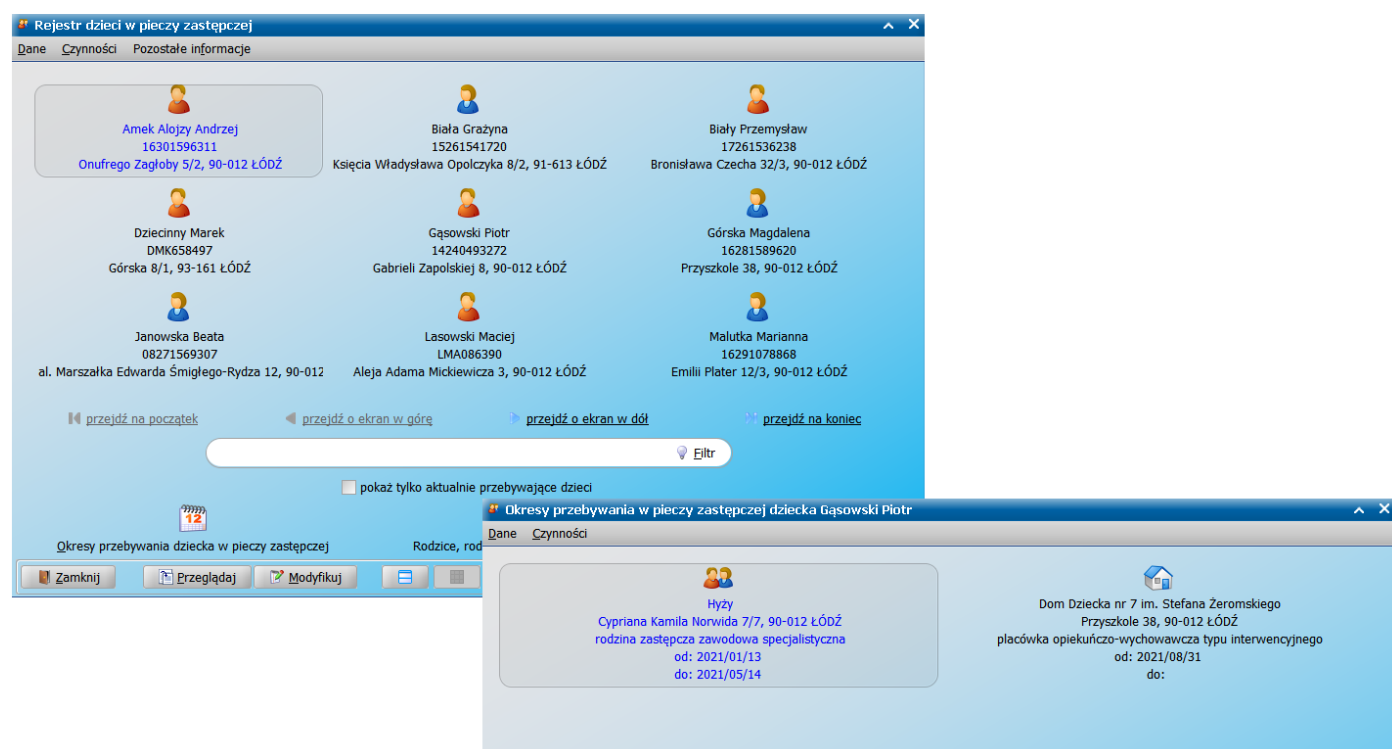 Rejestr dzieci w pieczy zastępczej
Dane Czynności Pozostałe informacje
Amek Alojzy Andrzej
16301596311
Onufrego Zagłoby 5/2, 90-012 ŁÓDŹ
Biała Grażyna
15261541720
Księcia Władysława Opolczyka 8/2, 91-613 ŁÓDŹ
Biały Przemysław
17261536238
Bronisława Czecha 32/3, 90-012 ŁÓDŹ
Dziecinny Marek
DMK658497
Górska 8/1, 93-161 ŁÓDŹ
Gąsowski Piotr
14240493272
Gabrieli Zapolskiej 8, 90-012 ŁÓDŹ
Górska Magdalena
16281589620
Przyszkole 38, 90-012 ŁÓDŹ
Janowska Beata
08271569307
al. Marszałka Edwarda Śmigłego-Rydza 12, 90-012
Lasowski Maciej
LMA086390
Aleja Adama Mickiewicza 3, 90-012 ŁÓDŹ
Malutka Marianna
16291078868
Emilii Plater 12/3, 90-012 ŁÓDŹ
przejdź na początek przejdź o ekran w górę przejdź o ekran w dół przejdź na koniec
Filtr
pokaż tylko aktualnie przebywające dzieci
12
Okresy przebywania dziecka w pieczy zastępczej Rodzice, rod
Zamknij Przeglądaj Modyfikuj
Okresy przebywania w pieczy zastępczej dziecka Gąsowski Piotr
Dane Czynności
Hyży
Cypriana Kamila Norwida 7/7, 90-012 ŁÓDŹ
rodzina zastępcza zawodowa specjalistyczna
od: 2021/01/13
do: 2021/05/14
Dom Dziecka nr 7 im. Stefana Żeromskiego
Przyszkole 38, 90-012 ŁÓDŹ
placówka opiekuńczo-wychowawcza typu interwencyjnego
od: 2021/08/31
do: